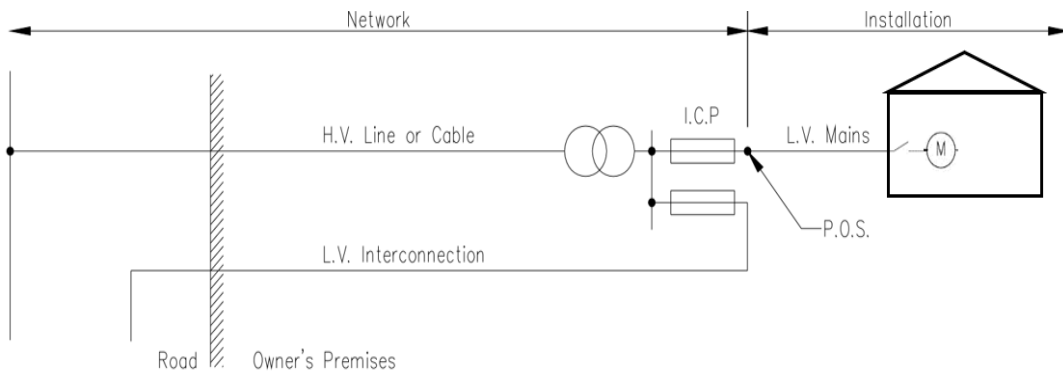 Network
Installation
I.C.P
H.V. Line or Cable
L.V. Mains
M
P.O.S.
L.V. Interconnection
Road
Owner's Premises